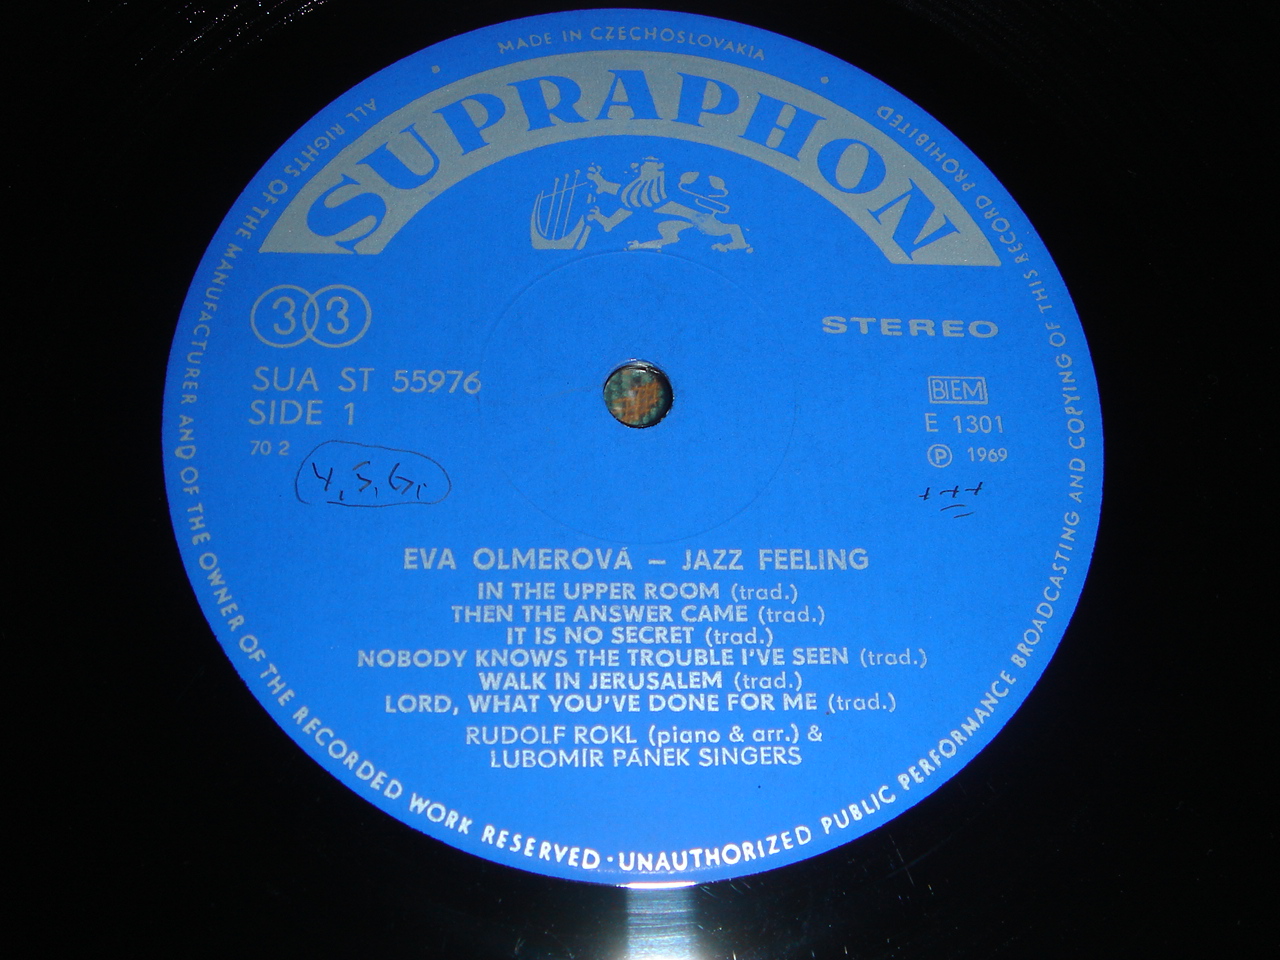 MADE IN CZECHOSLOVAKIA
SUPRAPHON
33
STEREO
SUA ST 55976
SIDE 1
70 2
BIEM
E 1301
Ⓟ 1969
Y.S.G.
+++
EVA OLMEROVÁ — JAZZ FEELING
IN THE UPPER ROOM (trad.)
THEN THE ANSWER CAME (trad.)
IT IS NO SECRET (trad.)
NOBODY KNOWS THE TROUBLE I'VE SEEN (trad.)
WALK IN JERUSALEM (trad.)
LORD, WHAT YOU'VE DONE FOR ME (trad.)
RUDOLF ROKL (piano & arr.) &
LUBOMÍR PÁNEK SINGERS
ALL RIGHTS OF THE MANUFACTURER AND OF THE OWNER OF THE RECORDED WORK RESERVED · UNAUTHORIZED PUBLIC PERFORMANCE BROADCASTING AND COPYING OF THIS RECORD PROHIBITED